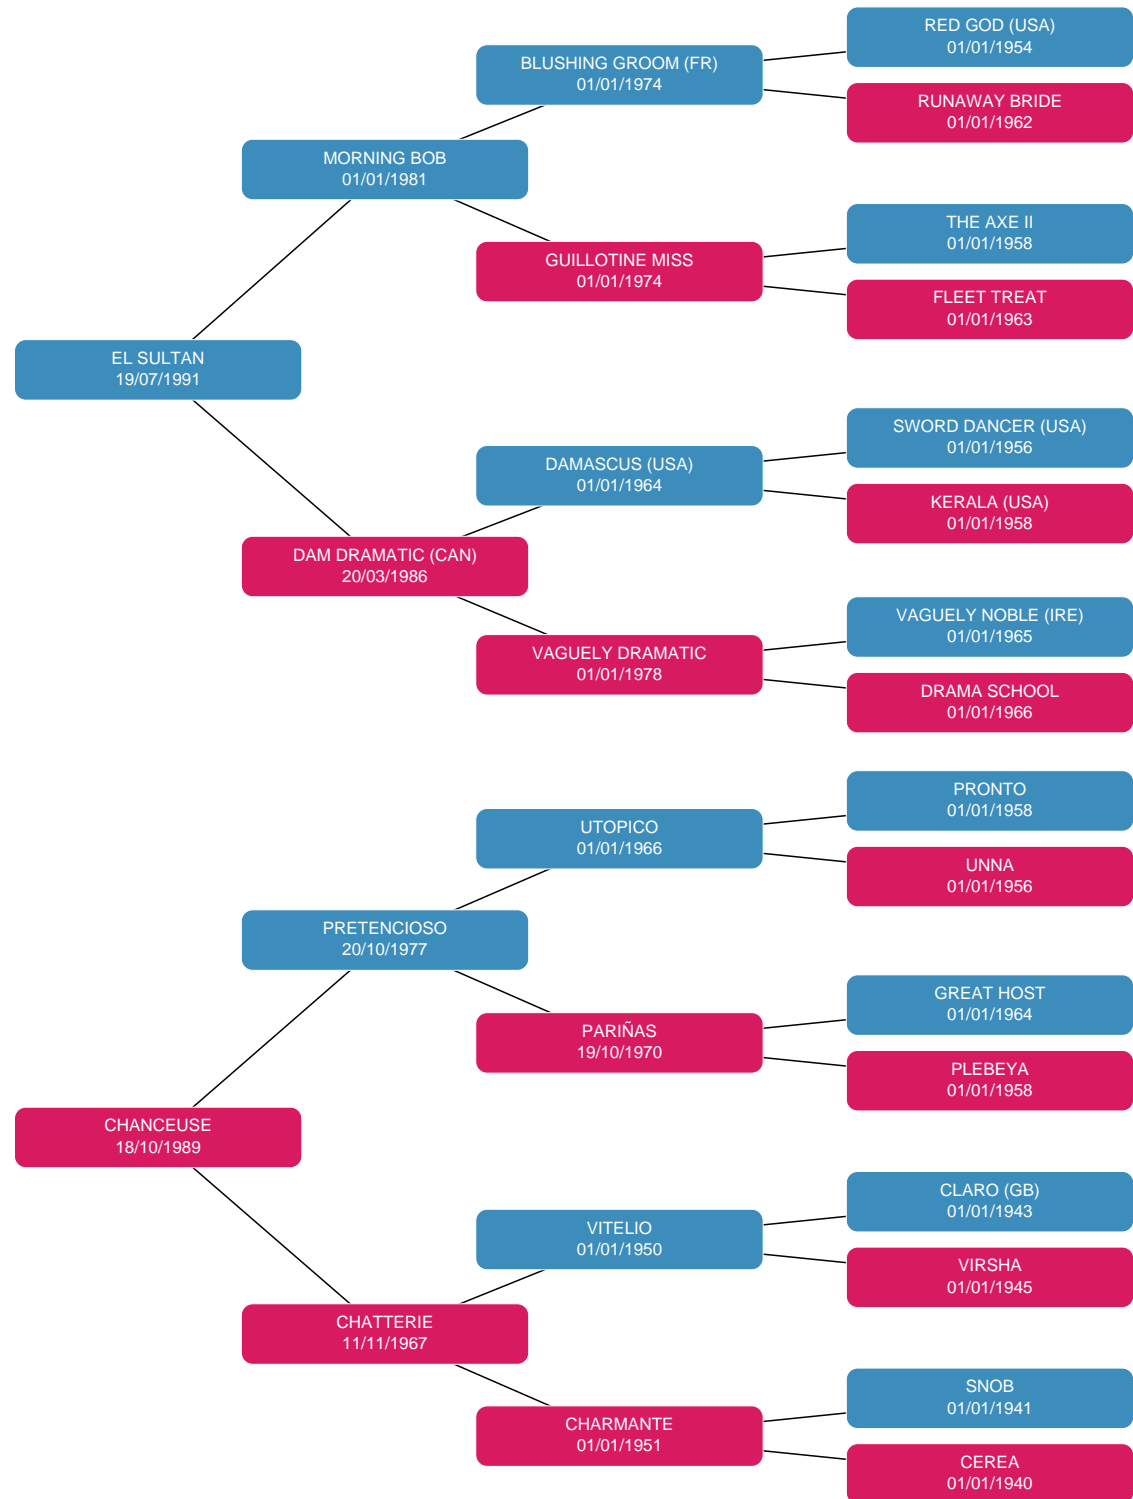 RED GOD (USA)
01/01/1954
BLUSHING GROOM (FR)
01/01/1974
RUNAWAY BRIDE
01/01/1962
MORNING BOB
01/01/1981
THE AXE II
01/01/1958
GUILLOTINE MISS
01/01/1974
FLEET TREAT
01/01/1963
EL SULTAN
19/07/1991
SWORD DANCER (USA)
01/01/1956
DAMASCUS (USA)
01/01/1964
KERALA (USA)
01/01/1958
DAM DRAMATIC (CAN)
20/03/1986
VAGUELY NOBLE (IRE)
01/01/1965
VAGUELY DRAMATIC
01/01/1978
DRAMA SCHOOL
01/01/1966
PRONTO
01/01/1958
UTOPICO
01/01/1966
UNNA
01/01/1956
PRETENCIOSO
20/10/1977
GREAT HOST
01/01/1964
PARIÑAS
19/10/1970
PLEBEYA
01/01/1958
CHANCEUSE
18/10/1989
CLARO (GB)
01/01/1943
VITELIO
01/01/1950
VIRSHA
01/01/1945
CHATTERIE
11/11/1967
SNOB
01/01/1941
CHARMANTE
01/01/1951
CEREA
01/01/1940